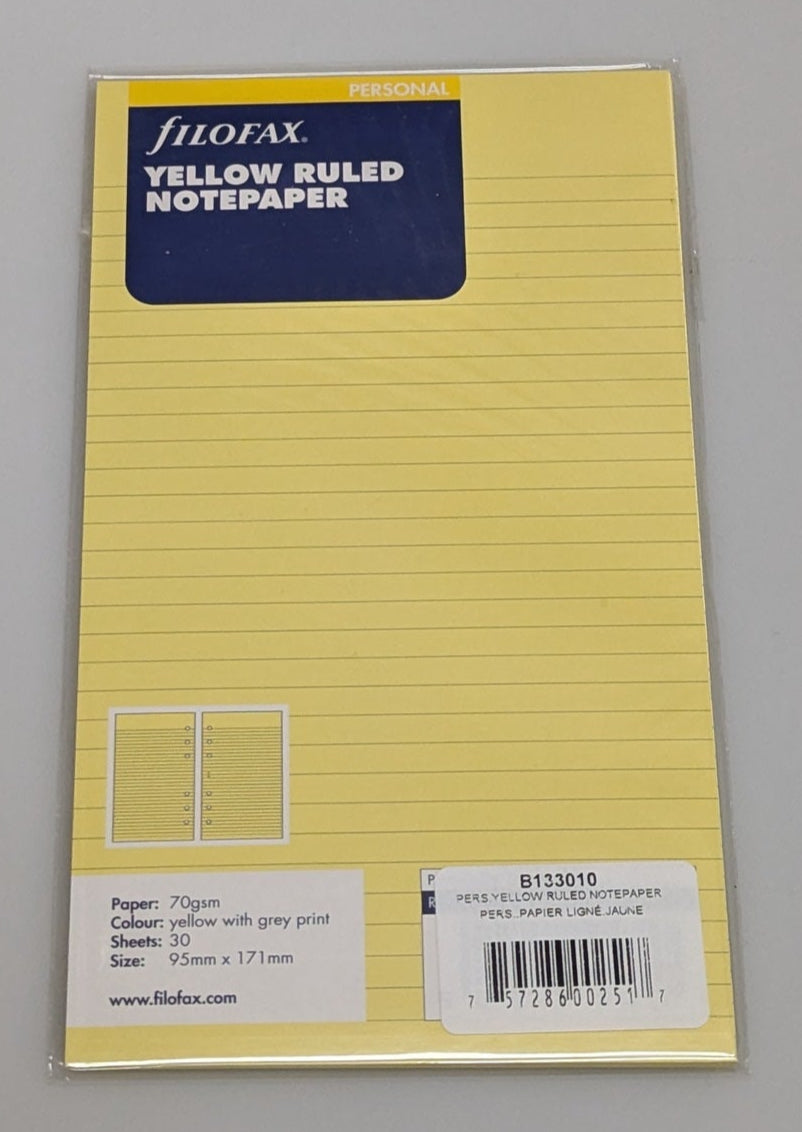 PERSONAL
fILOFAX®
YELLOW RULED
NOTEPAPER
Paper: 70gsm
Colour: yellow with grey print
Sheets: 30
Size: 95mm x 171mm
www.filofax.com
P
R
B133010
PERS.YELLOW RULED NOTEPAPER
PERS..PAPIER LIGNÉ.JAUNE
7 57286 00251 7